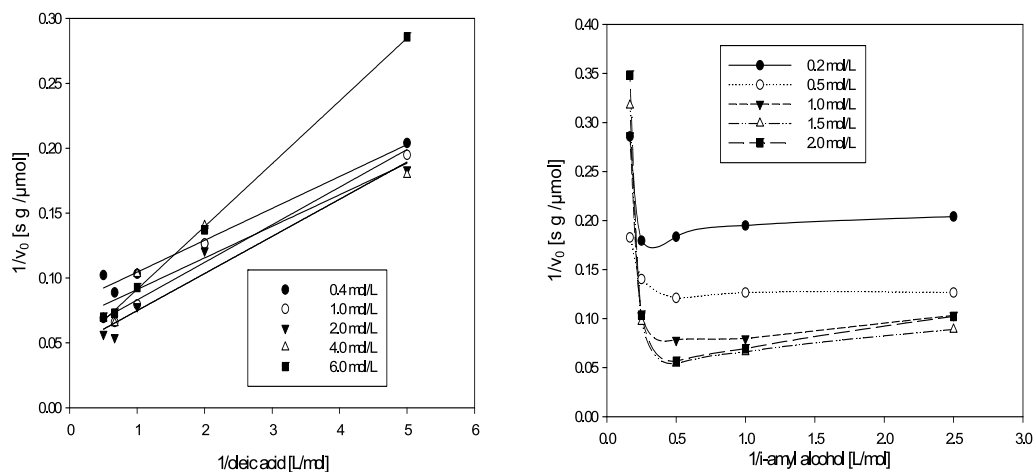 1/v₀ [s g /µmol]
0.30
0.25
0.20
0.15
0.10
0.05
0.00
0 1 2 3 4 5 6
1/oleic acid [L/mol]
0.4 mol/L
1.0 mol/L
2.0 mol/L
4.0 mol/L
6.0 mol/L
1/v₀ [s g /µmol]
0.40
0.35
0.30
0.25
0.20
0.15
0.10
0.05
0.00
0.0 0.5 1.0 1.5 2.0 2.5 3.0
1/i-amyl alcohol [L/mol]
0.2 mol/L
0.5 mol/L
1.0 mol/L
1.5 mol/L
2.0 mol/L